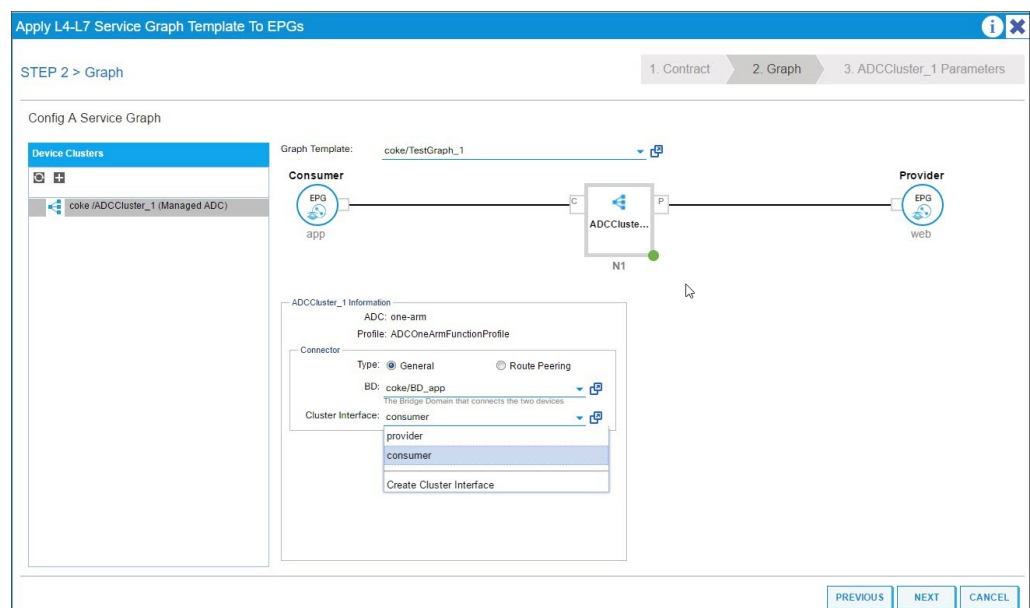 Apply L4-L7 Service Graph Template To EPGs
i
STEP 2 > Graph
1. Contract
2. Graph
3. ADCCluster_1 Parameters
Config A Service Graph
Device Clusters
coke /ADCCluster_1 (Managed ADC)
Graph Template: coke/TestGraph_1
Consumer
Provider
EPG
C
P
EPG
ADCCluste...
app
web
N1
ADCCluster_1 Information
ADC: one-arm
Profile: ADCOneArmFunctionProfile
Connector
Type: General Route Peering
BD: coke/BD_app
The Bridge Domain that connects the two devices
Cluster Interface: consumer
provider
consumer
Create Cluster Interface
PREVIOUS
NEXT
CANCEL